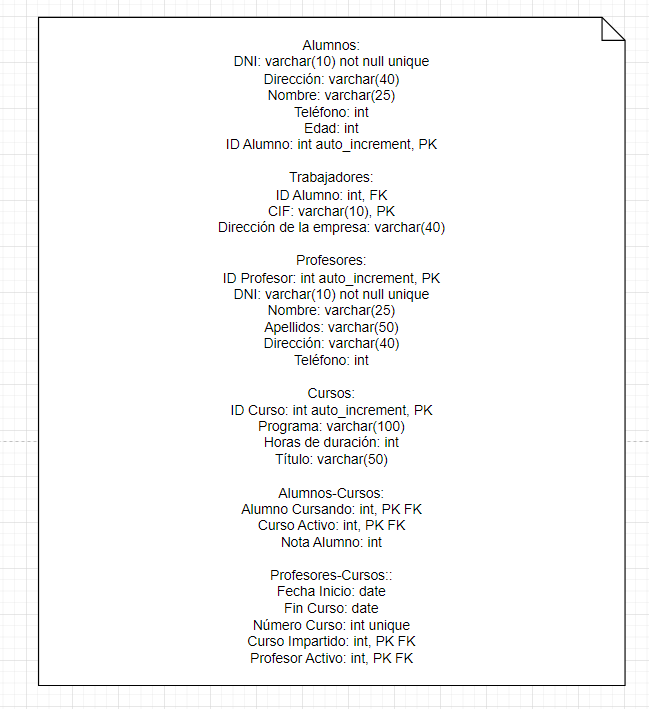 Alumnos:
DNI: varchar(10) not null unique
Dirección: varchar(40)
Nombre: varchar(25)
Teléfono: int
Edad: int
ID Alumno: int auto_increment, PK
Trabajadores:
ID Alumno: int, FK
CIF: varchar(10), PK
Dirección de la empresa: varchar(40)
Profesores:
ID Profesor: int auto_increment, PK
DNI: varchar(10) not null unique
Nombre: varchar(25)
Apellidos: varchar(50)
Dirección: varchar(40)
Teléfono: int
Cursos:
ID Curso: int auto_increment, PK
Programa: varchar(100)
Horas de duración: int
Título: varchar(50)
Alumnos-Cursos:
Alumno Cursando: int, PK FK
Curso Activo: int, PK FK
Nota Alumno: int
Profesores-Cursos::
Fecha Inicio: date
Fin Curso: date
Número Curso: int unique
Curso Impartido: int, PK FK
Profesor Activo: int, PK FK